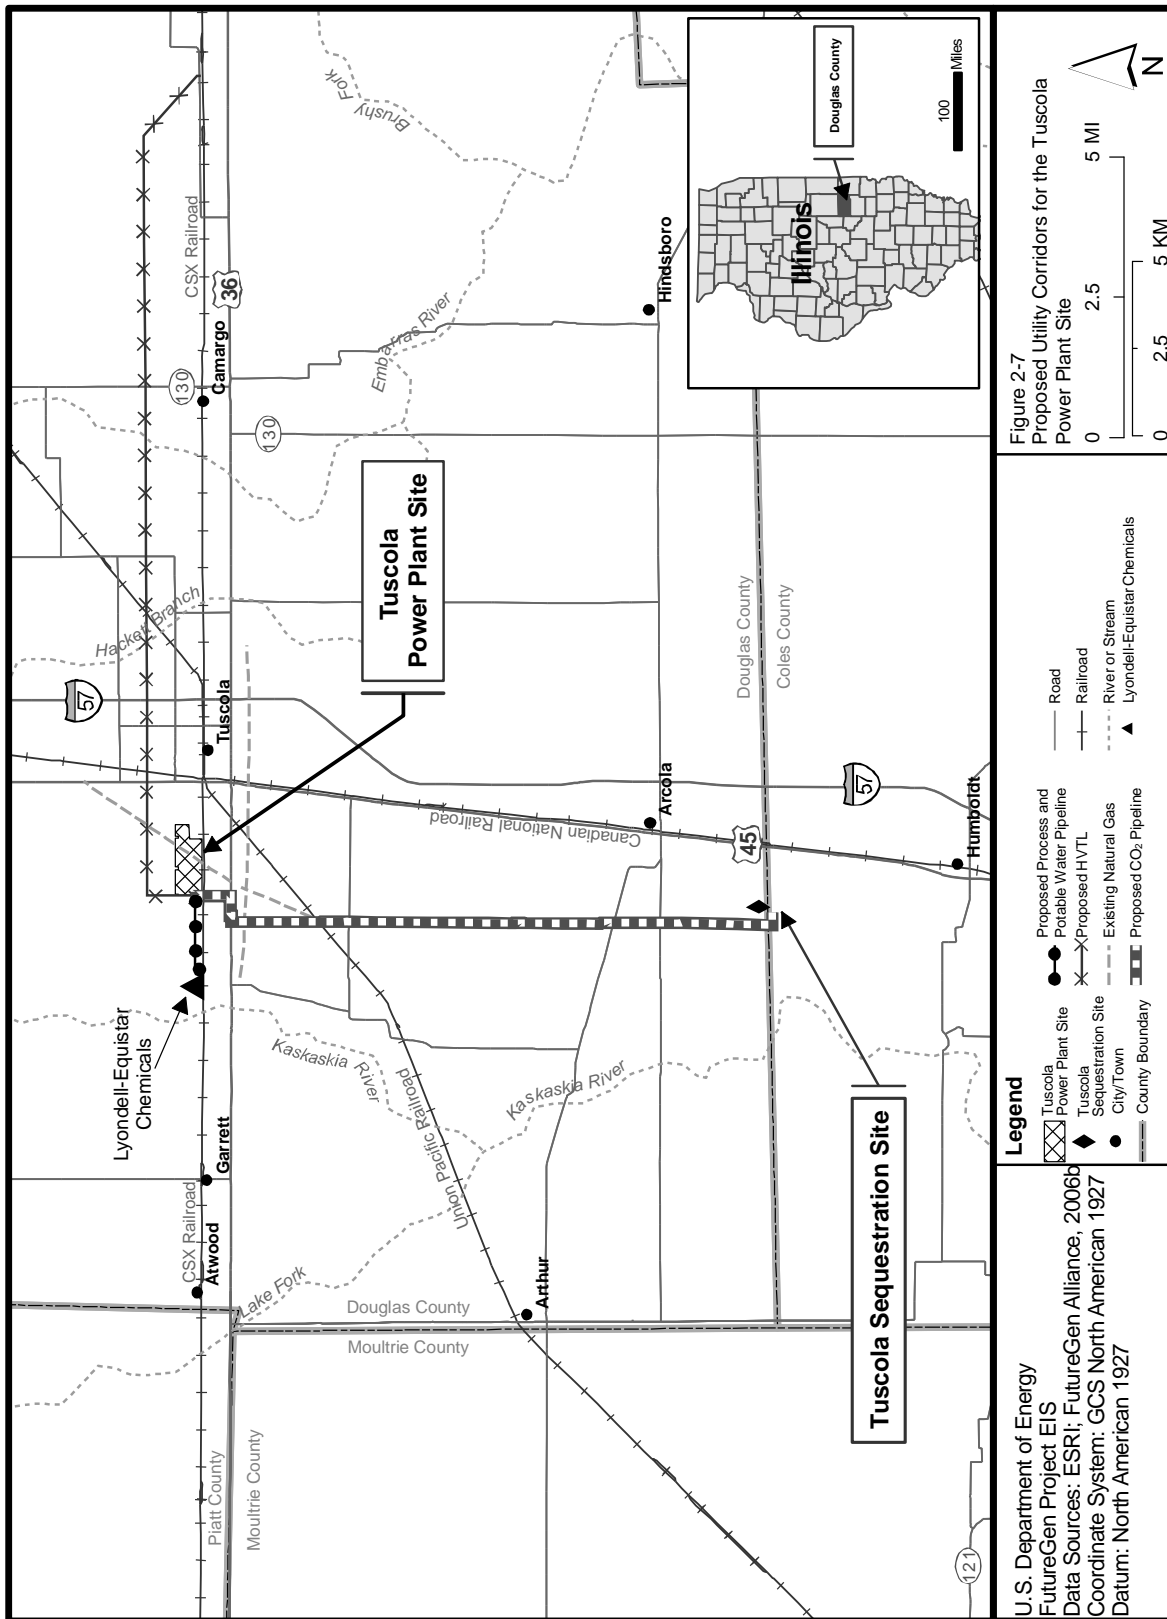 Lyondell-Equistar
Chemicals
Atwood
CSX Railroad
Garrett
Tuscola
Camargo
CSX Railroad
36
130
130
57
Hackett Branch
Brushy
Fork
Embarras River
Hindsboro
Tuscola
Power Plant Site
Kaskaskia
River
Kaskaskia River
Union Pacific Railroad
Lake Fork
Piatt County
Moultrie County
Douglas County
Moultrie County
Arthur
Canadian National Railroad
Arcola
45
57
Humboldt
Douglas County
Coles County
Tuscola Sequestration Site
121
Illinois
Douglas County
100
Miles
U.S. Department of Energy
FutureGen Project EIS
Data Sources: ESRI; FutureGen Alliance, 2006b
Coordinate System: GCS North American 1927
Datum: North American 1927
Legend
Tuscola
Power Plant Site
Tuscola
Sequestration Site
City/Town
County Boundary
Proposed Process and
Potable Water Pipeline
Proposed HVTL
Existing Natural Gas
Proposed CO₂ Pipeline
Road
Railroad
River or Stream
Lyondell-Equistar Chemicals
Figure 2-7
Proposed Utility Corridors for the Tuscola
Power Plant Site
0 2.5 5 MI
0 2.5 5 KM
N